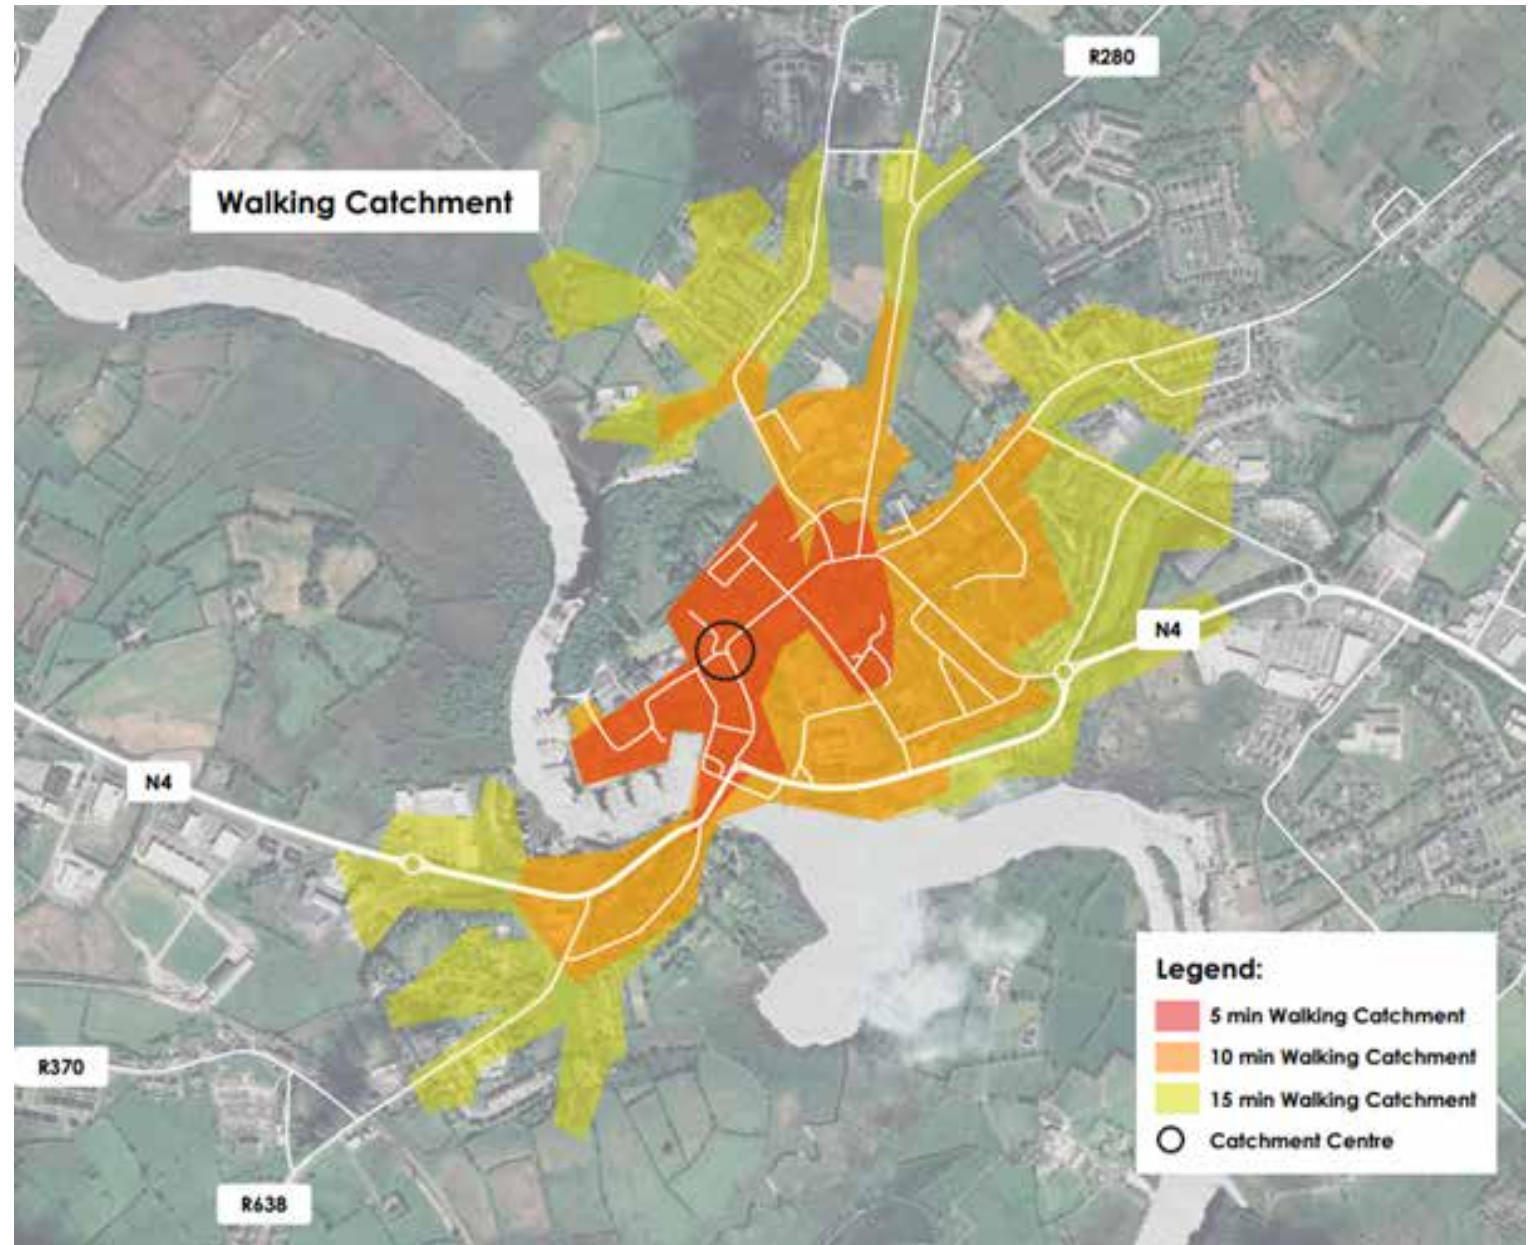 R280
Walking Catchment
N4
N4
Legend:
5 min Walking Catchment
10 min Walking Catchment
15 min Walking Catchment
Catchment Centre
R370
R638